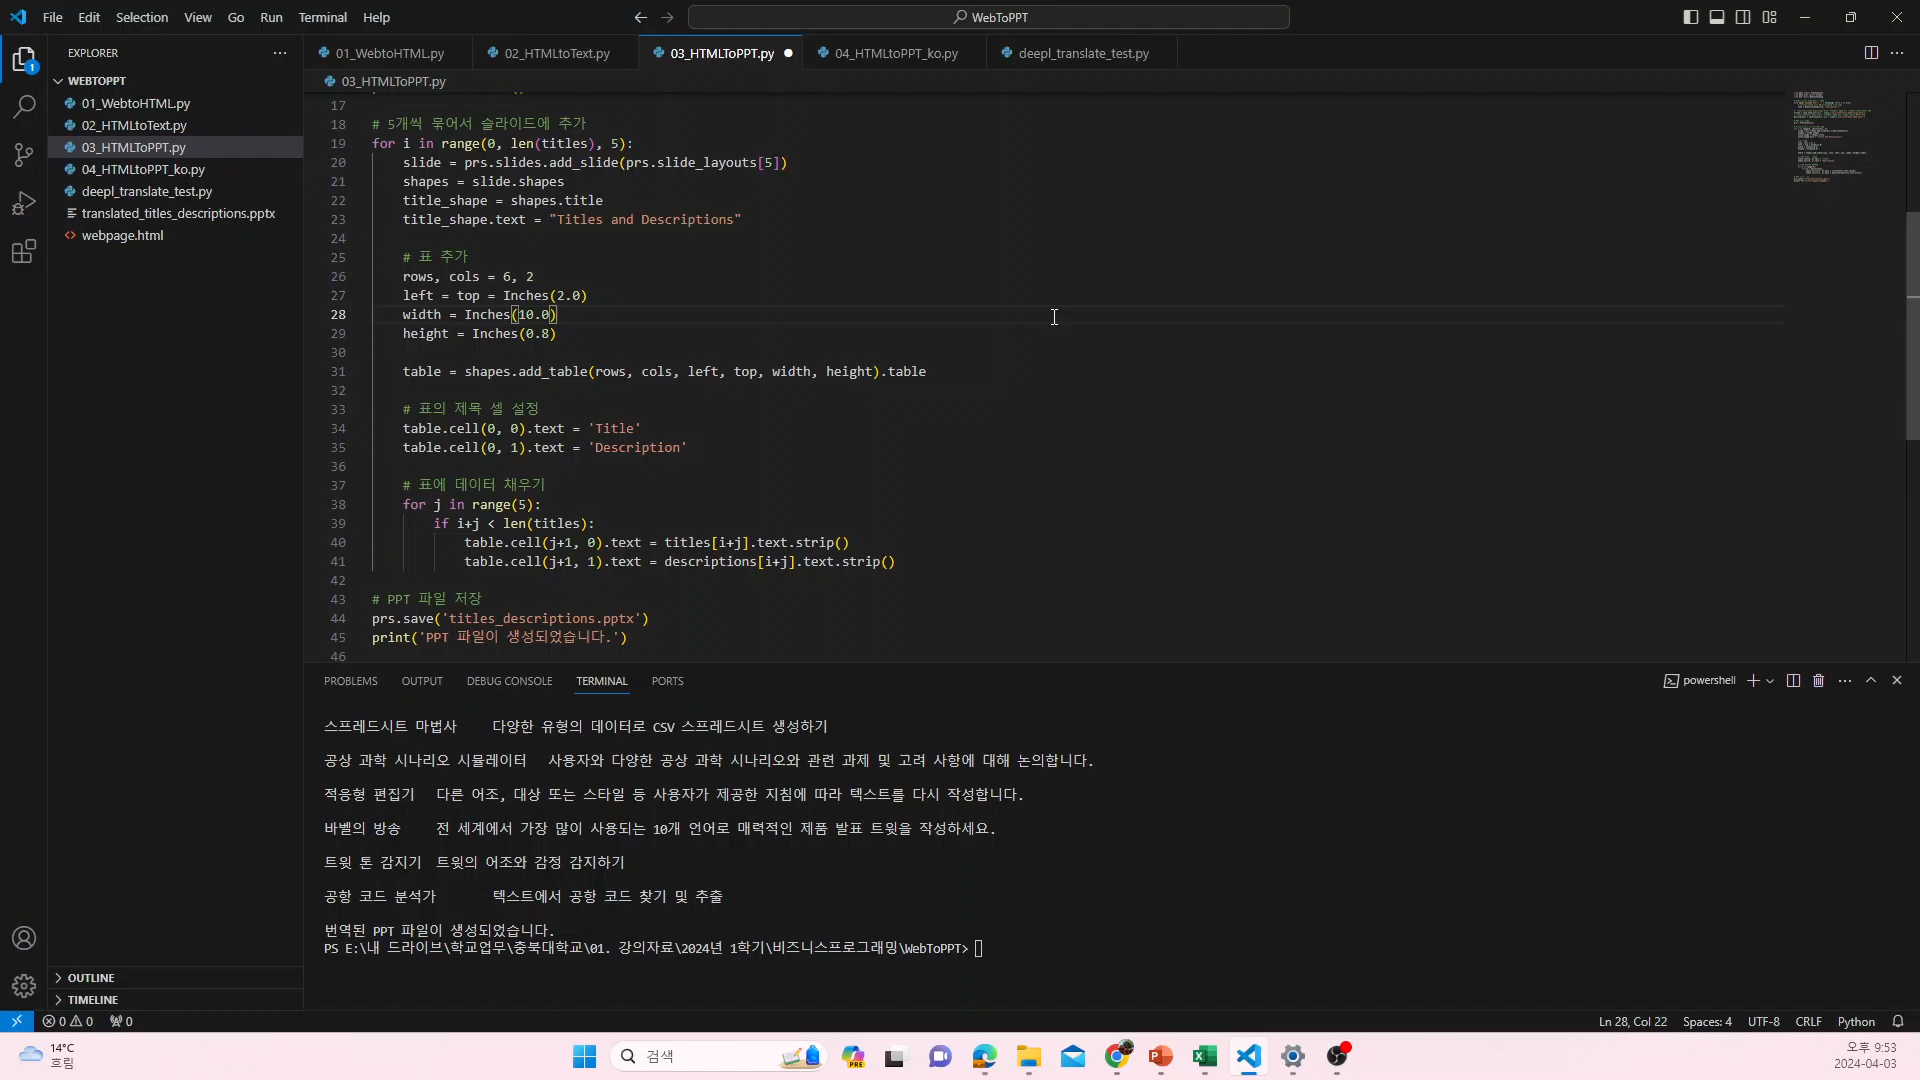 File Edit Selection View Go Run Terminal Help
WebToPPT
EXPLORER
WEBTOPPT
01_WebtoHTML.py
02_HTMLtoText.py
03_HTMLToPPT.py
04_HTMLtoPPT_ko.py
deepl_translate_test.py
translated_titles_descriptions.pptx
webpage.html
OUTLINE
TIMELINE
01_WebtoHTML.py 02_HTMLtoText.py 03_HTMLToPPT.py 04_HTMLtoPPT_ko.py deepl_translate_test.py
03_HTMLToPPT.py
17
18 # 5개씩 묶어서 슬라이드에 추가
19 for i in range(0, len(titles), 5):
20 slide = prs.slides.add_slide(prs.slide_layouts[5])
21 shapes = slide.shapes
22 title_shape = shapes.title
23 title_shape.text = "Titles and Descriptions"
24
25 # 표 추가
26 rows, cols = 6, 2
27 left = top = Inches(2.0)
28 width = Inches(10.0)
29 height = Inches(0.8)
30
31 table = shapes.add_table(rows, cols, left, top, width, height).table
32
33 # 표의 제목 셀 설정
34 table.cell(0, 0).text = 'Title'
35 table.cell(0, 1).text = 'Description'
36
37 # 표에 데이터 채우기
38 for j in range(5):
39 if i+j < len(titles):
40 table.cell(j+1, 0).text = titles[i+j].text.strip()
41 table.cell(j+1, 1).text = descriptions[i+j].text.strip()
42
43 # PPT 파일 저장
44 prs.save('titles_descriptions.pptx')
45 print('PPT 파일이 생성되었습니다.')
46
PROBLEMS OUTPUT DEBUG CONSOLE TERMINAL PORTS
powershell
스프레드시트 마법사 다양한 유형의 데이터로 CSV 스프레드시트 생성하기
공상 과학 시나리오 시뮬레이터 사용자와 다양한 공상 과학 시나리오와 관련 과제 및 고려 사항에 대해 논의합니다.
적응형 편집기 다른 어조, 대상 또는 스타일 등 사용자가 제공한 지침에 따라 텍스트를 다시 작성합니다.
바벨의 방송 전 세계에서 가장 많이 사용되는 10개 언어로 매력적인 제품 발표 트윗을 작성하세요.
트윗 톤 감지기 트윗의 어조와 감정 감지하기
공항 코드 분석가 텍스트에서 공항 코드 찾기 및 추출
번역된 PPT 파일이 생성되었습니다.
PS E:\내 드라이브\학교업무\충북대학교\01. 강의자료\2024년 1학기\비즈니스프로그래밍\WebToPPT>
0 0 0
Ln 28, Col 22 Spaces: 4 UTF-8 CRLF Python
14°C
흐림
검색
PRE
오후 9:53
2024-04-03